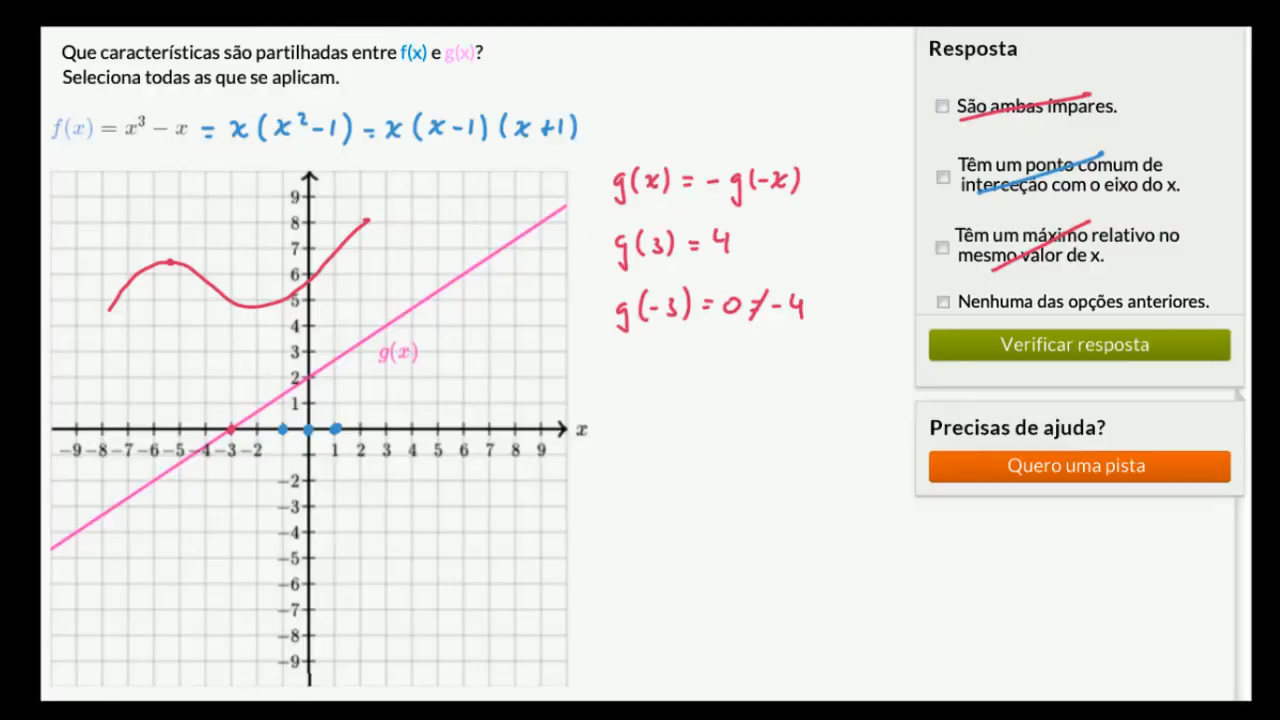 Que características são partilhadas entre f(x) e g(x)?
Seleciona todas as que se aplicam.
f(x) = x³ − x = x(x²-1) = x(x-1)(x+1)
g(x) = -g(-x)
g(3) = 4
g(-3) = 0 ≠ -4
9
8
7
6
5
4
3
2
1
g(x)
x
-9 -8 -7 -6 -5 -4 -3 -2 1 2 3 4 5 6 7 8 9
-2
-3
-4
-5
-6
-7
-8
-9
Resposta
São ambas ímpares.
Têm um ponto comum de
interceção com o eixo do x.
Têm um máximo relativo no
mesmo valor de x.
Nenhuma das opções anteriores.
Verificar resposta
Precisas de ajuda?
Quero uma pista